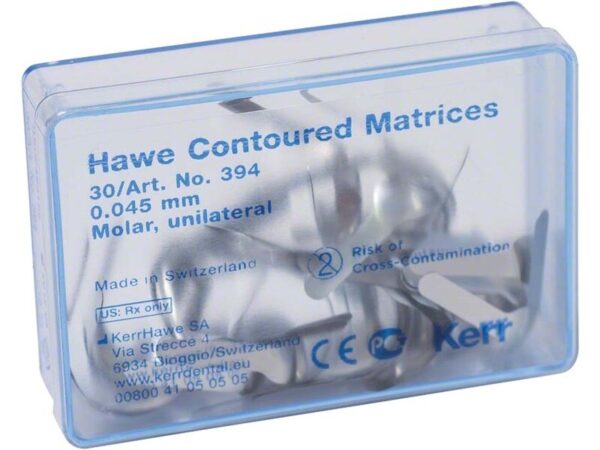 Hawe Contoured Matrices
30/Art. No. 394
0.045 mm
Molar, unilateral
Made in Switzerland
2 Risk of
Cross-Contamination
US: Rx only
KerrHawe SA
Via Strecce 4
6934 Bioggio/Switzerland
www.kerrdental.eu
00800 41 05 05 05
CE
Kerr